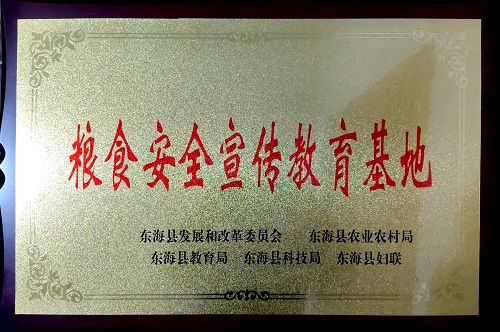 粮食安全宣传教育基地
东海县发展和改革委员会 东海县农业农村局
东海县教育局 东海县科技局 东海县妇联